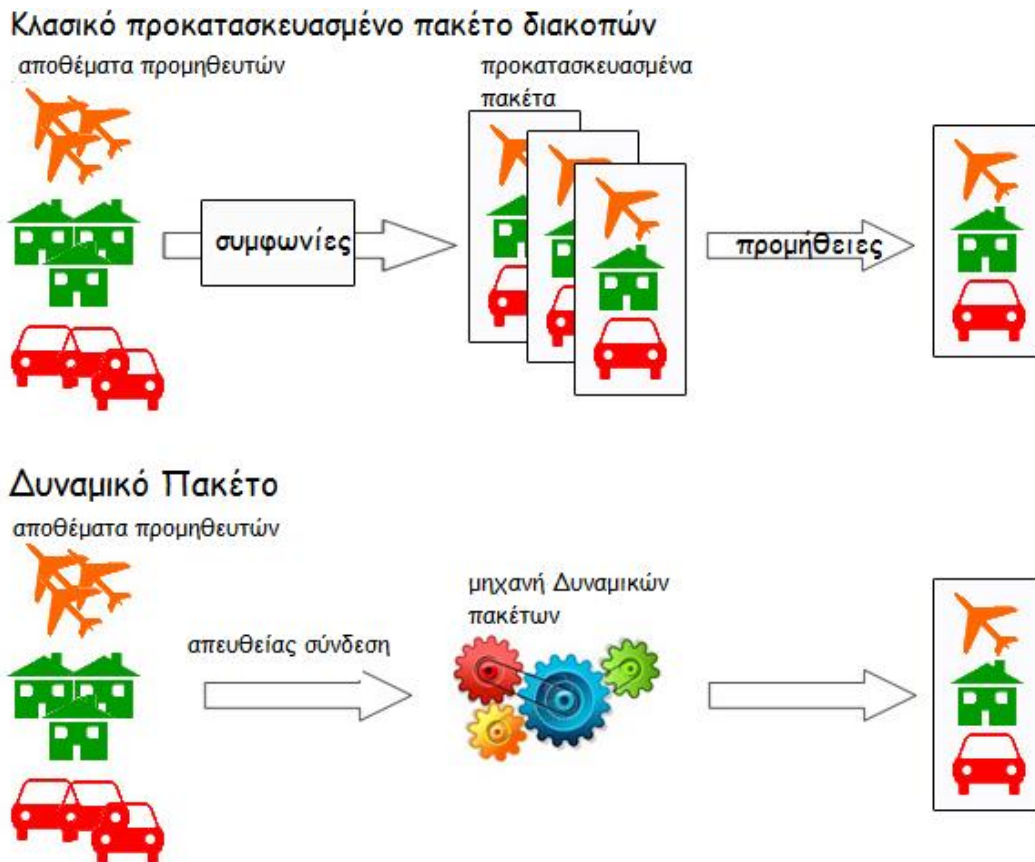 Κλασικό προκατασκευασμένο πακέτο διακοπών
αποθέματα προμηθευτών
προκατασκευασμένα
πακέτα
συμφωνίες
προμήθειες
Δυναμικό Πακέτο
αποθέματα προμηθευτών
μηχανή Δυναμικών
πακέτων
απευθείας σύνδεση